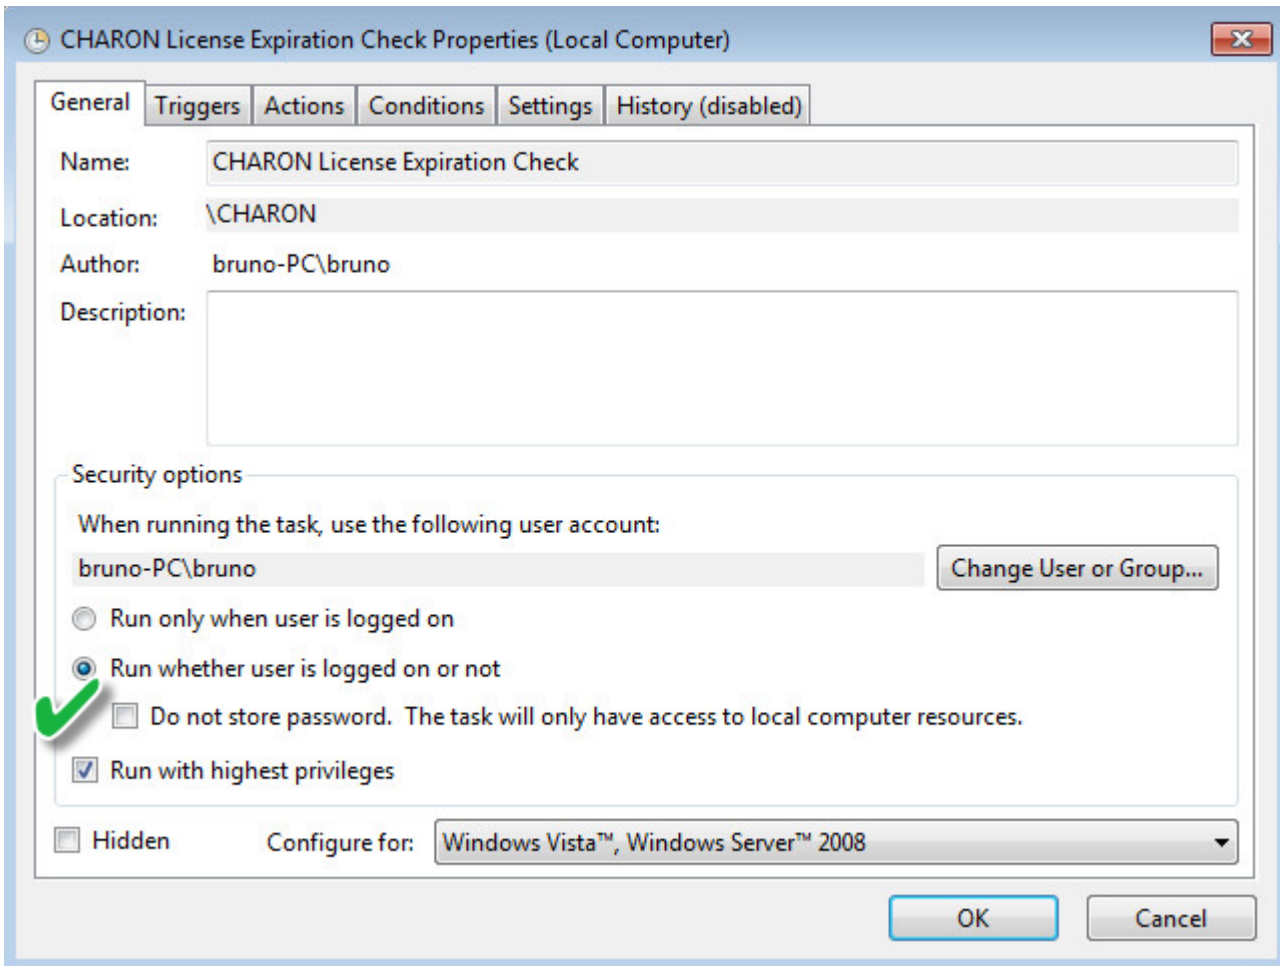 CHARON License Expiration Check Properties (Local Computer)
General Triggers Actions Conditions Settings History (disabled)
Name: CHARON License Expiration Check
Location: \CHARON
Author: bruno-PC\bruno
Description:
Security options
When running the task, use the following user account:
bruno-PC\bruno Change User or Group...
Run only when user is logged on
Run whether user is logged on or not
Do not store password. The task will only have access to local computer resources.
Run with highest privileges
Hidden Configure for: Windows Vista™, Windows Server™ 2008
OK Cancel